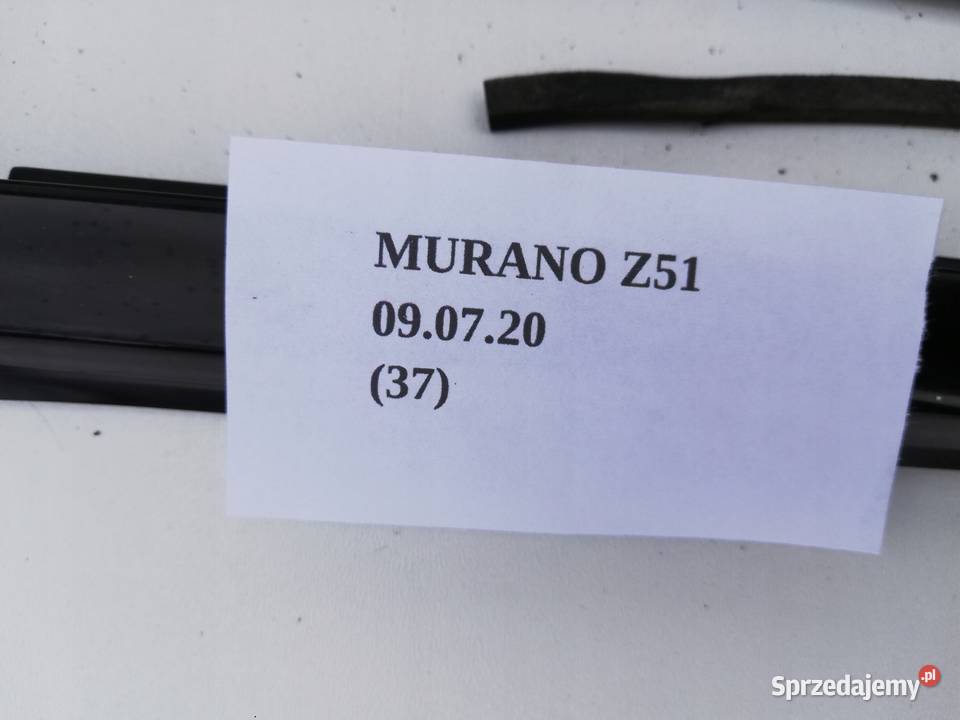 MURANO Z51
09.07.20
(37)
Sprzedajemy.pl